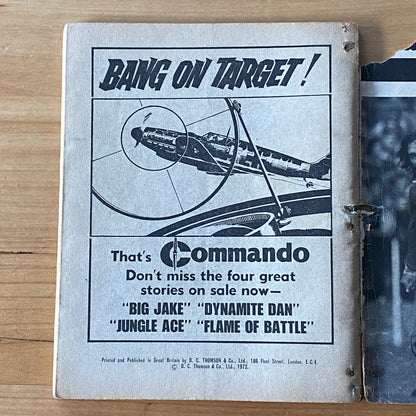 BANG ON TARGET!
That's Commando
Don't miss the four great
stories on sale now—
"BIG JAKE" "DYNAMITE DAN"
"JUNGLE ACE" "FLAME OF BATTLE"
Printed and Published in Great Britain by D. C. THOMSON & Co., Ltd., 186 Fleet Street, London, E.C.4.
© D. C. Thomson & Co., Ltd., 1972.